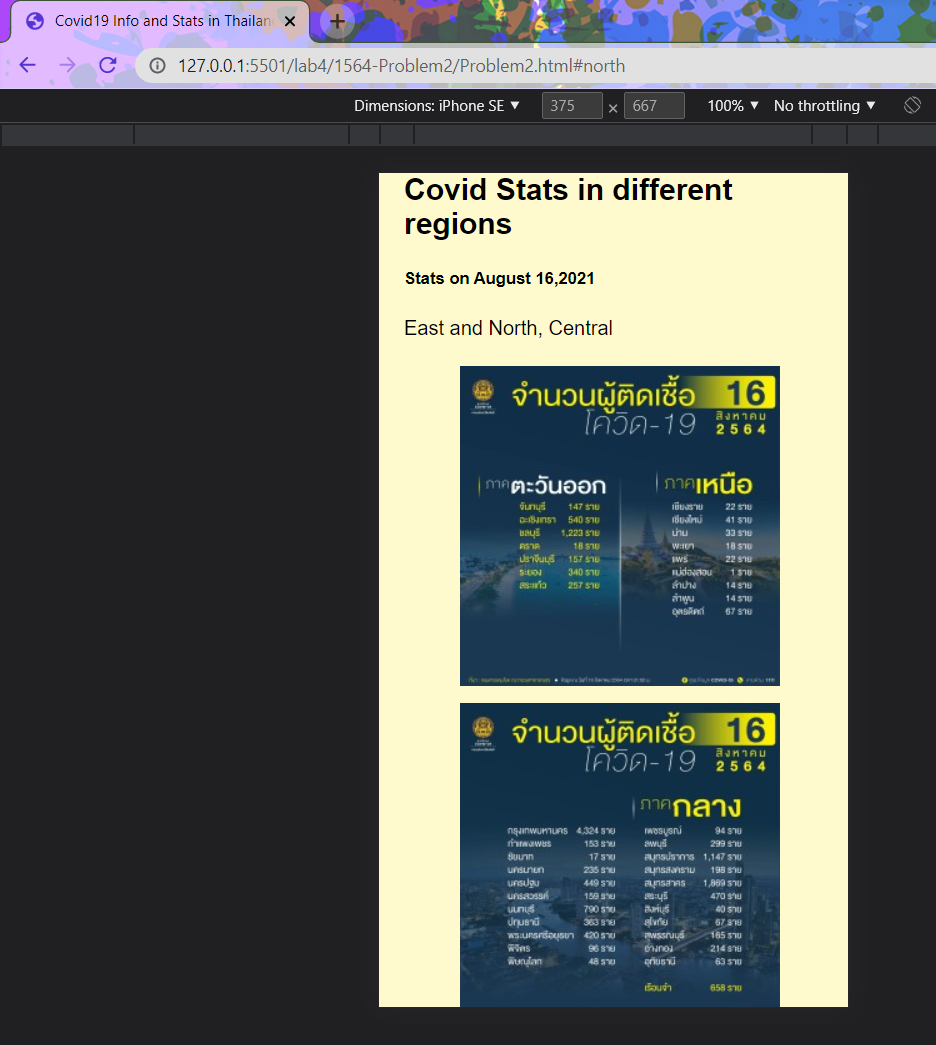 Covid19 Info and Stats in Thailan
127.0.0.1:5501/lab4/1564-Problem2/Problem2.html#north
Dimensions: iPhone SE ▼ 375 × 667 100% ▼ No throttling ▼
Covid Stats in different
regions
Stats on August 16,2021
East and North, Central
จำนวนผู้ติดเชื้อ 16
โควิด-19 สิงหาคม
2564
ภาคตะวันออก
จันทบุรี 147 ราย
ฉะเชิงเทรา 540 ราย
ชลบุรี 1,223 ราย
ตราด 18 ราย
ปราจีนบุรี 157 ราย
ระยอง 340 ราย
สระแก้ว 257 ราย
ภาคเหนือ
เชียงราย 22 ราย
เชียงใหม่ 41 ราย
น่าน 33 ราย
พะเยา 18 ราย
แพร่ 22 ราย
แม่ฮ่องสอน 1 ราย
ลำปาง 14 ราย
ลำพูน 14 ราย
อุตรดิตถ์ 67 ราย
จำนวนผู้ติดเชื้อ 16
โควิด-19 สิงหาคม
2564
ภาคกลาง
กรุงเทพมหานคร 4,324 ราย
กำแพงเพชร 153 ราย
ชัยนาท 17 ราย
นครนายก 235 ราย
นครปฐม 449 ราย
นครสวรรค์ 159 ราย
นนทบุรี 790 ราย
ปทุมธานี 363 ราย
พระนครศรีอยุธยา 420 ราย
พิจิตร 96 ราย
พิษณุโลก 48 ราย
เพชรบูรณ์ 94 ราย
ลพบุรี 299 ราย
สมุทรปราการ 1,147 ราย
สมุทรสงคราม 198 ราย
สมุทรสาคร 1,869 ราย
สระบุรี 470 ราย
สิงห์บุรี 40 ราย
สุโขทัย 67 ราย
สุพรรณบุรี 165 ราย
อ่างทอง 214 ราย
อุทัยธานี 63 ราย
เรือนจำ 658 ราย